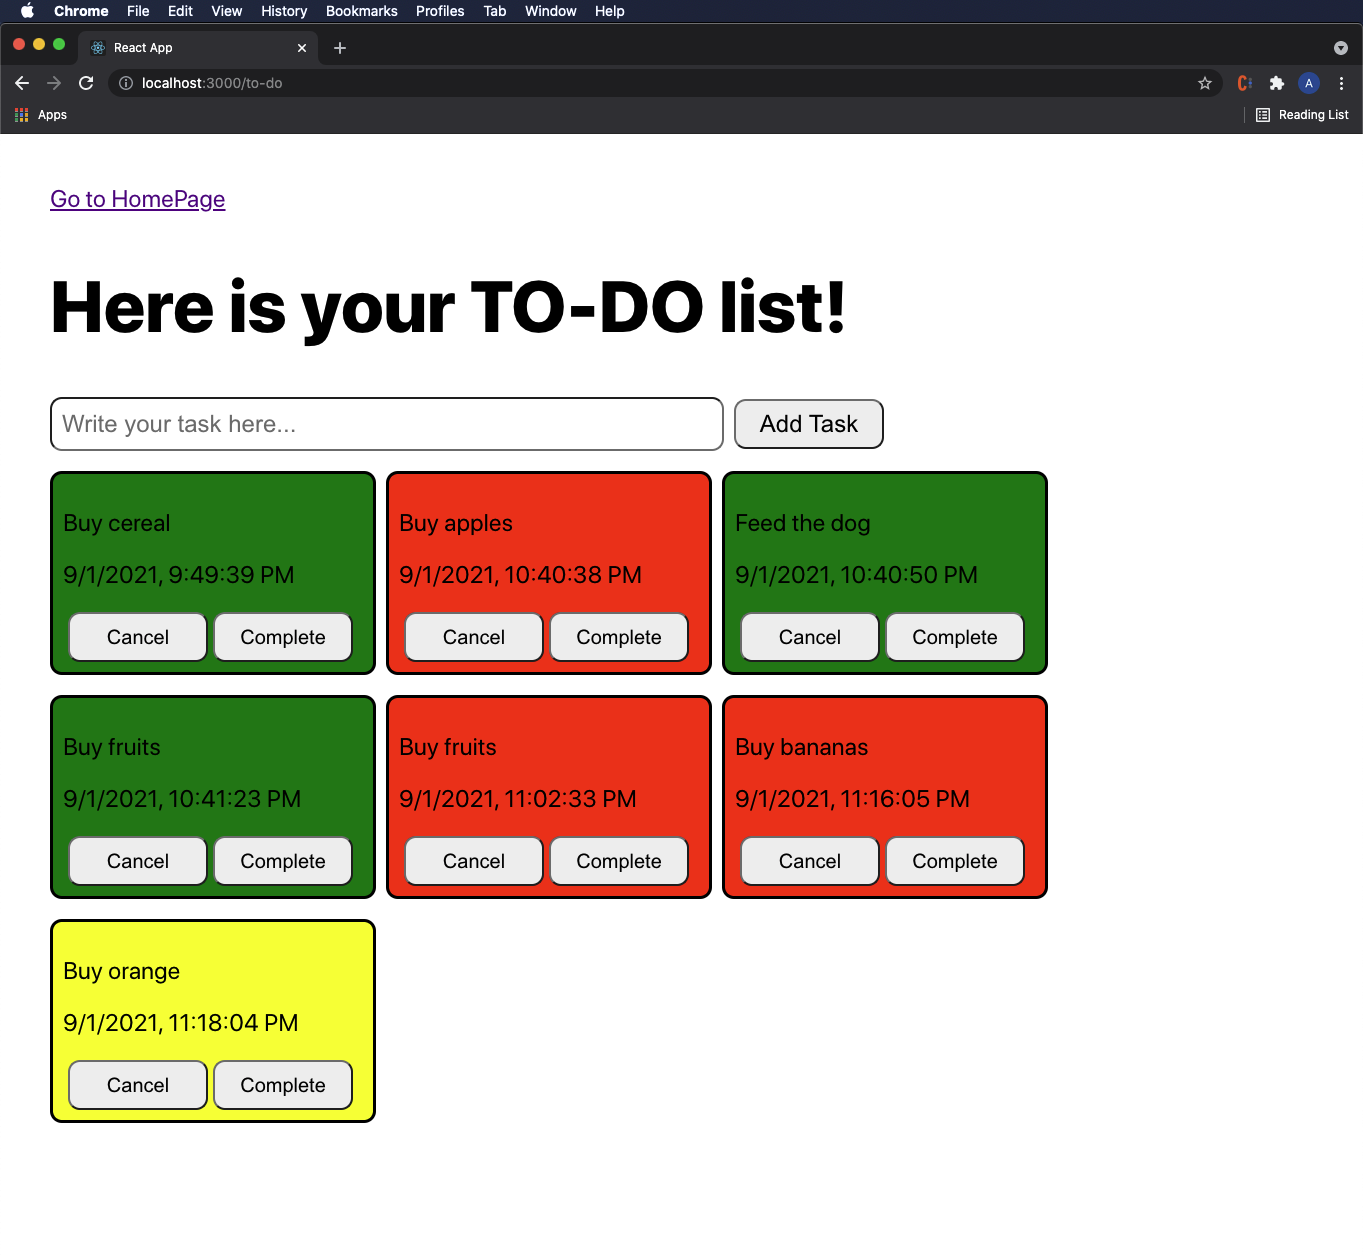 Chrome File Edit View History Bookmarks Profiles Tab Window Help
React App
localhost:3000/to-do
A
Apps
Reading List
Go to HomePage
Here is your TO-DO list!
Write your task here...
Add Task
Buy cereal
9/1/2021, 9:49:39 PM
Cancel
Complete
Buy apples
9/1/2021, 10:40:38 PM
Cancel
Complete
Feed the dog
9/1/2021, 10:40:50 PM
Cancel
Complete
Buy fruits
9/1/2021, 10:41:23 PM
Cancel
Complete
Buy fruits
9/1/2021, 11:02:33 PM
Cancel
Complete
Buy bananas
9/1/2021, 11:16:05 PM
Cancel
Complete
Buy orange
9/1/2021, 11:18:04 PM
Cancel
Complete